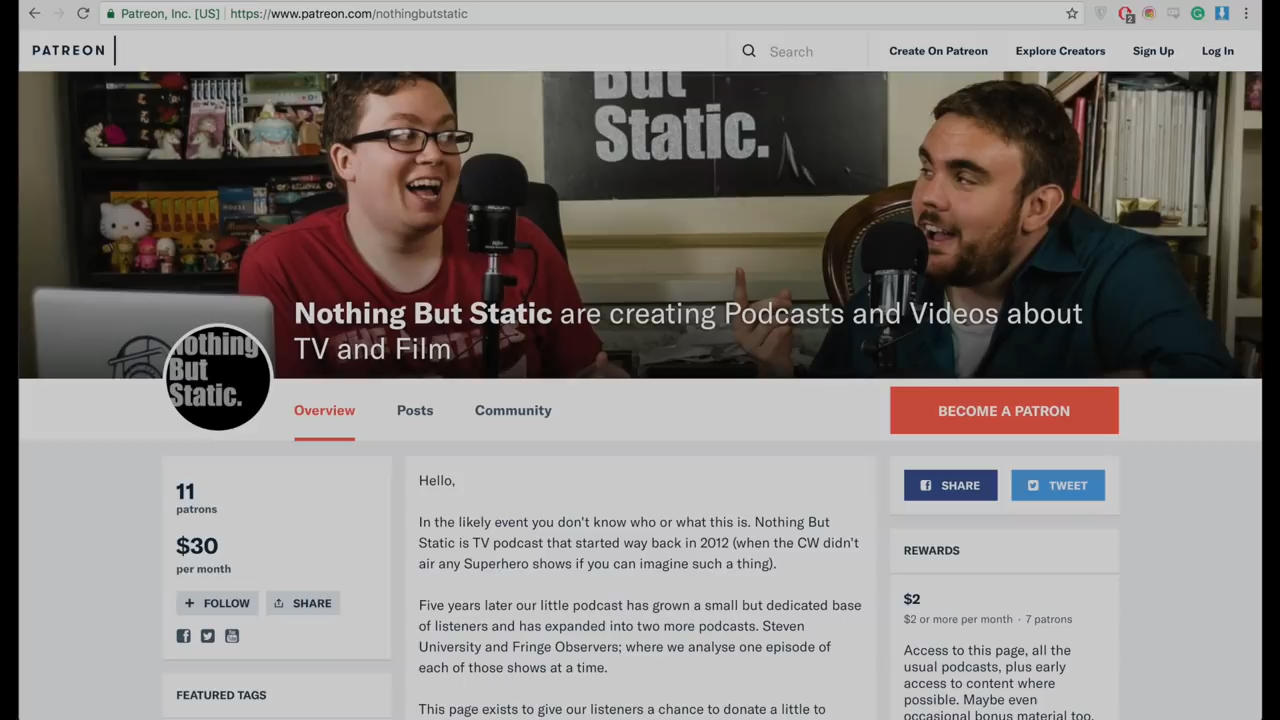 Patreon, Inc. [US] | https://www.patreon.com/nothingbutstatic
2
PATREON
Search
Create On Patreon
Explore Creators
Sign Up
Log In
But
Static.
Nothing But Static are creating Podcasts and Videos about
TV and Film
Nothing
But
Static.
Overview
Posts
Community
BECOME A PATRON
11
patrons
$30
per month
+ FOLLOW
SHARE
FEATURED TAGS
Hello,
In the likely event you don't know who or what this is. Nothing But
Static is TV podcast that started way back in 2012 (when the CW didn't
air any Superhero shows if you can imagine such a thing).
Five years later our little podcast has grown a small but dedicated base
of listeners and has expanded into two more podcasts. Steven
University and Fringe Observers; where we analyse one episode of
each of those shows at a time.
This page exists to give our listeners a chance to donate a little to
SHARE
TWEET
REWARDS
$2
$2 or more per month · 7 patrons
Access to this page, all the
usual podcasts, plus early
access to content where
possible. Maybe even
occasional bonus material too.